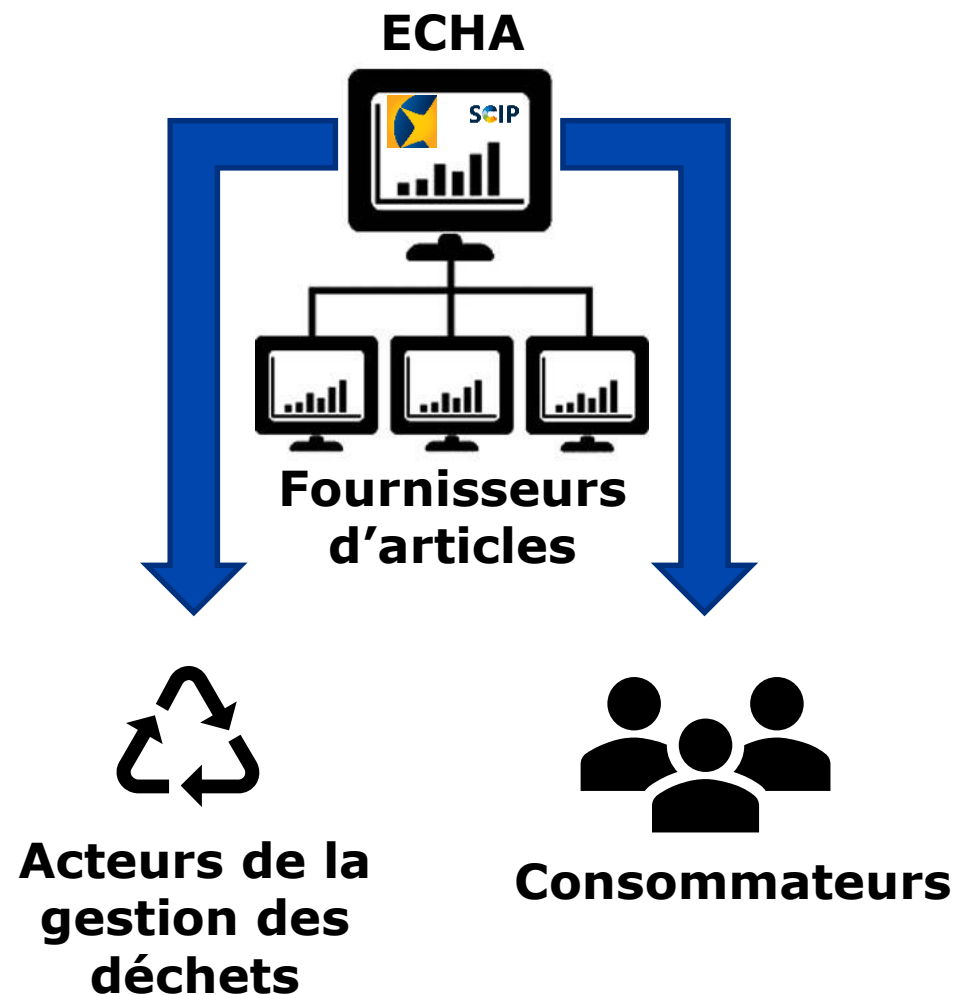 ECHA
SCIP
Fournisseurs
d’articles
Acteurs de la
gestion des
déchets
Consommateurs